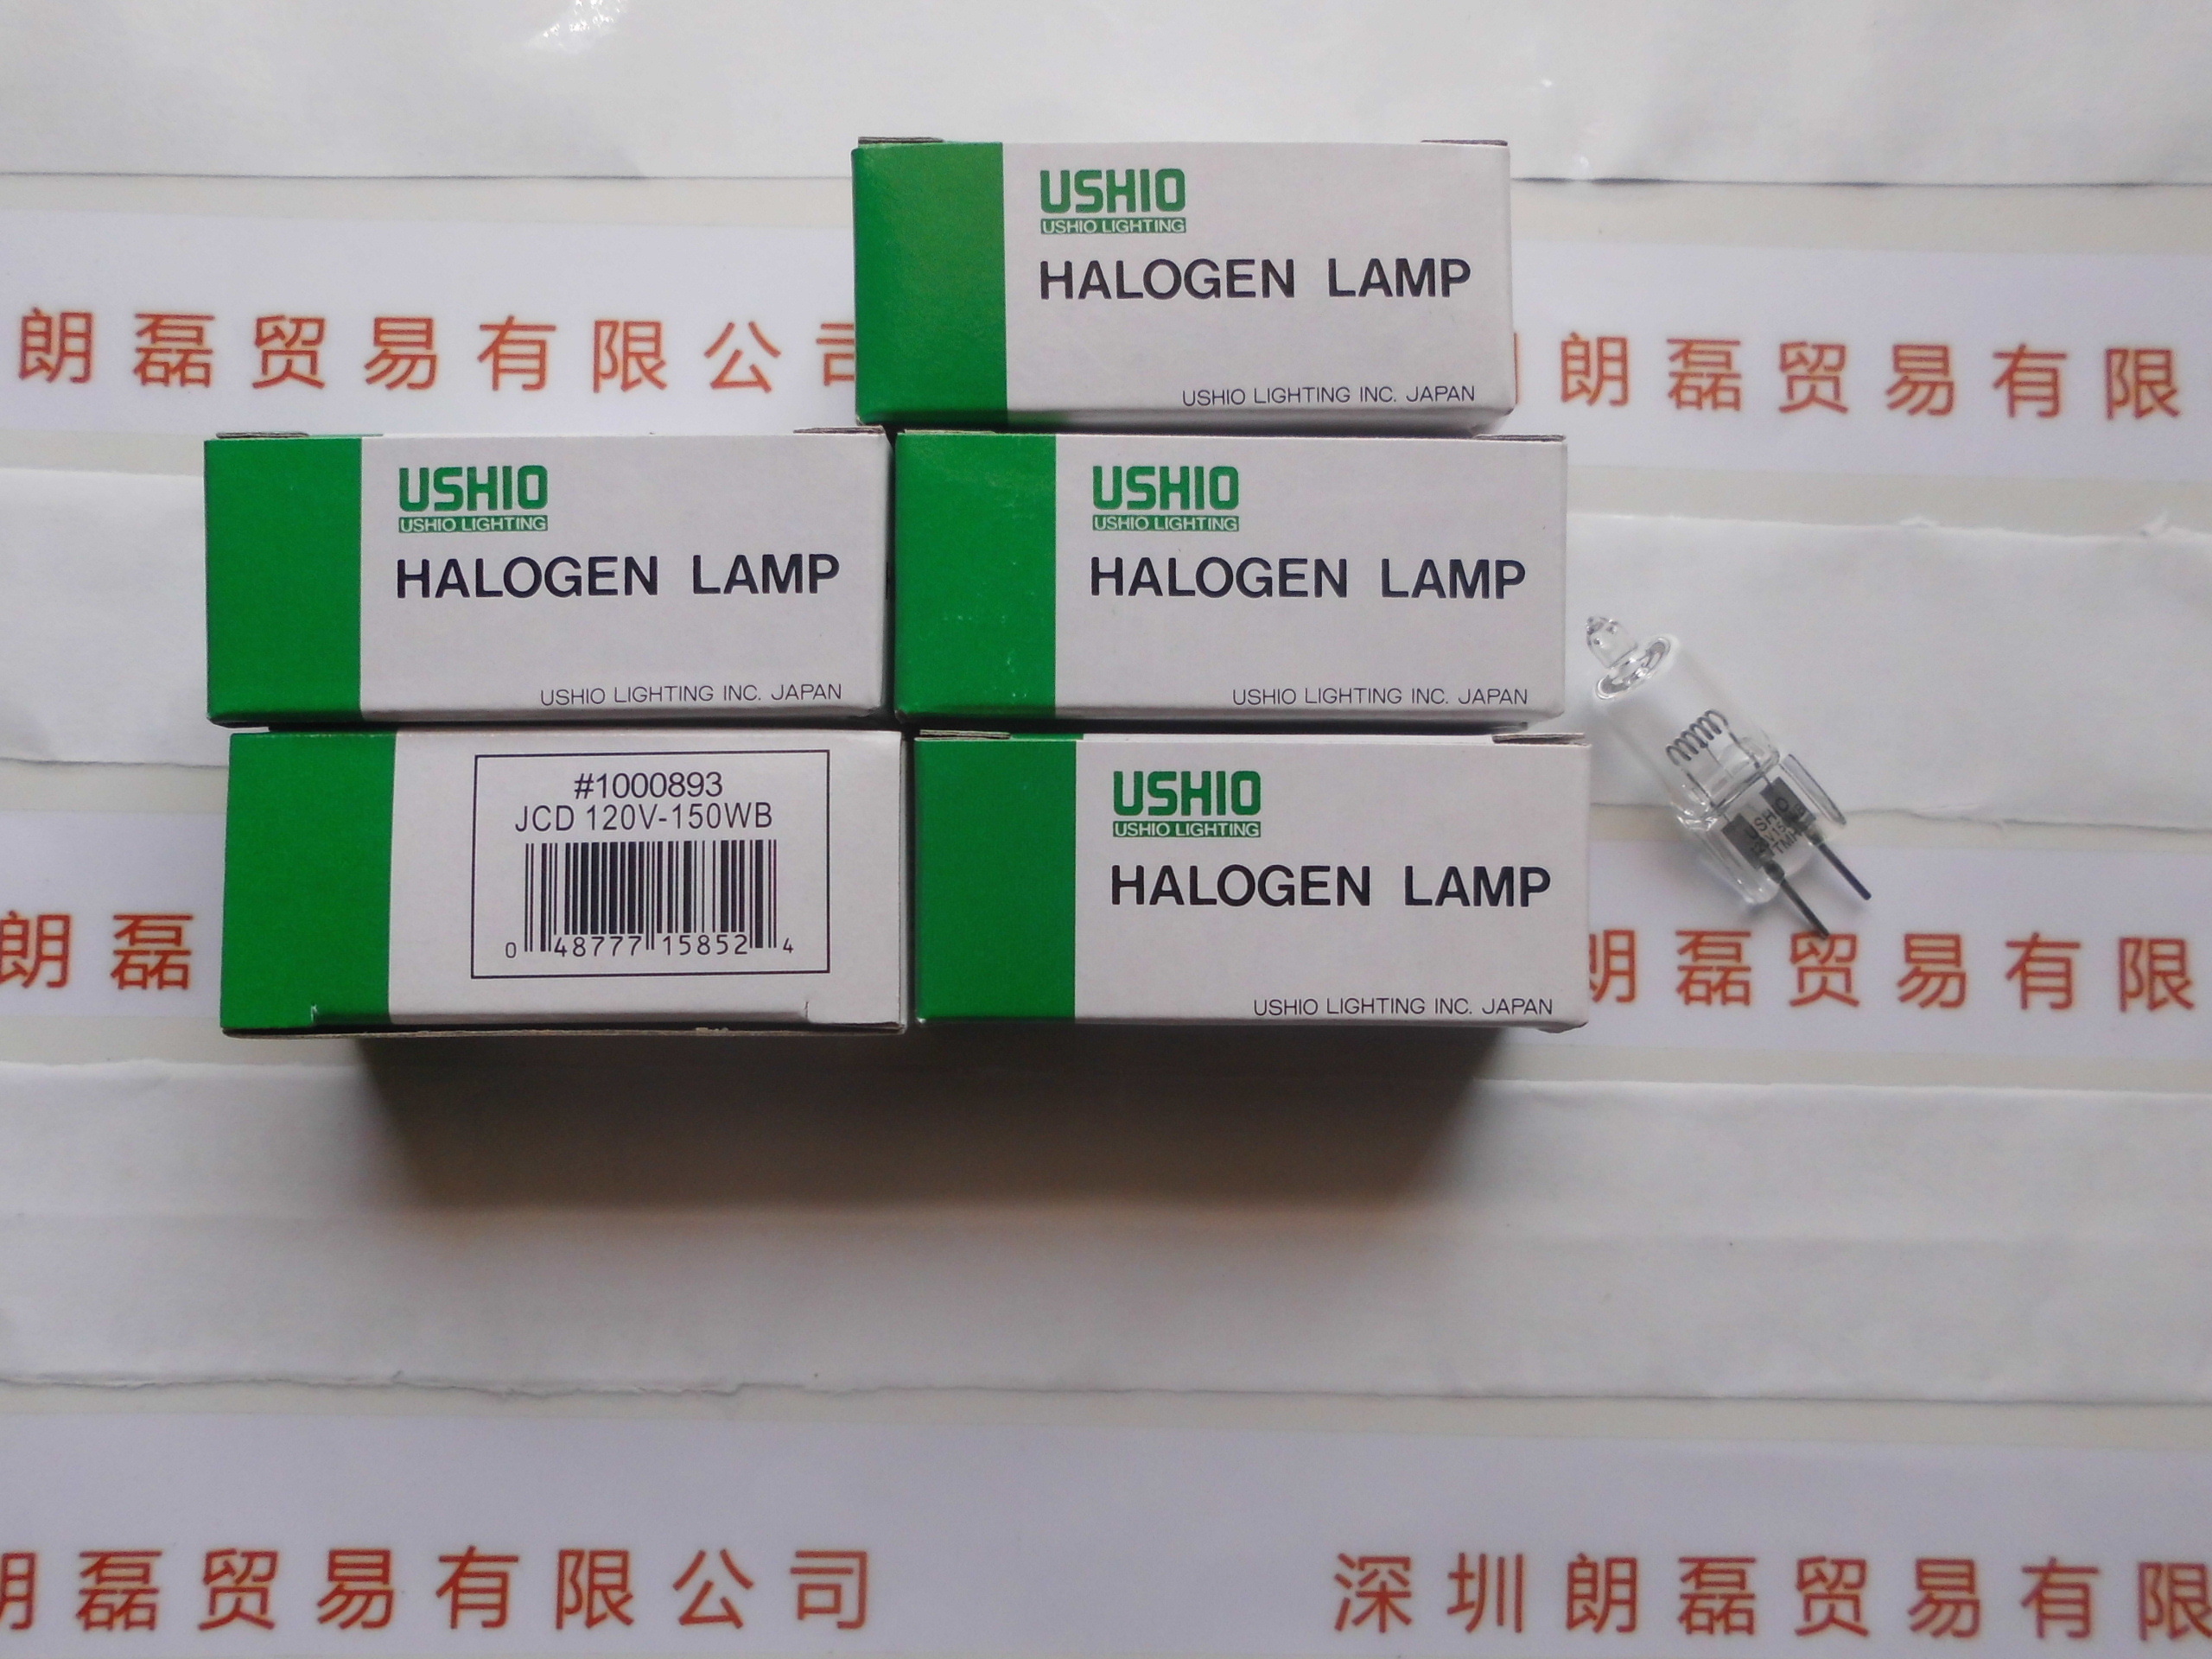 USHIO
USHIO LIGHTING
HALOGEN LAMP
USHIO LIGHTING INC. JAPAN
朗磊贸易有限公司
朗磊贸易有限
USHIO
USHIO LIGHTING
HALOGEN LAMP
USHIO LIGHTING INC. JAPAN
USHIO
USHIO LIGHTING
HALOGEN LAMP
USHIO LIGHTING INC. JAPAN
#1000893
JCD 120V-150WB
0 48777 15852 4
USHIO
USHIO LIGHTING
HALOGEN LAMP
USHIO LIGHTING INC. JAPAN
USHIO
朗磊
朗磊贸易有限
朗磊贸易有限公司
深圳朗磊贸易有限